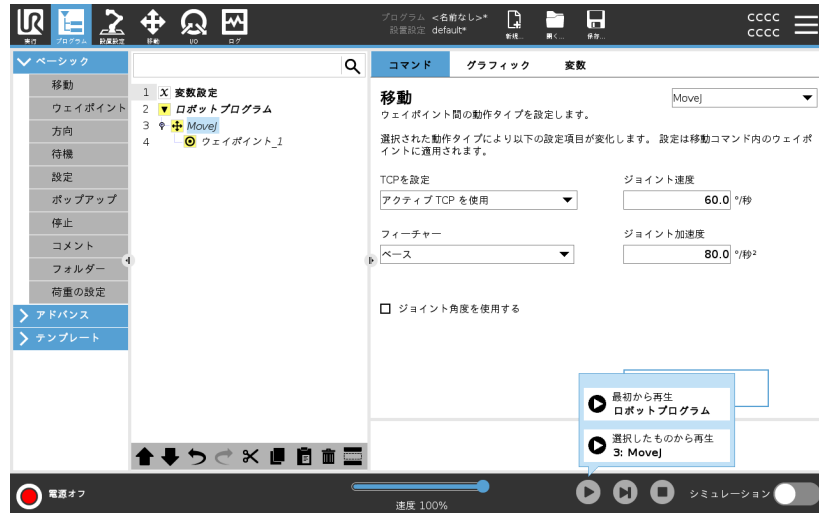 UR
実行
プログラム
設置設定
移動
I/O
ログ
プログラム <名前なし>*
設置設定 default*
新規...
開く...
保存...
cccc
cccc
ベーシック
移動
ウェイポイント
方向
待機
設定
ポップアップ
停止
コメント
フォルダー
荷重の設定
アドバンス
テンプレート
1 X 変数設定
2 ロボットプログラム
3 MoveJ
4 ウェイポイント_1
コマンド グラフィック 変数
移動
MoveJ
ウェイポイント間の動作タイプを設定します。
選択された動作タイプにより以下の設定項目が変化します。 設定は移動コマンド内のウェイポ
イントに適用されます。
TCPを設定
ジョイント速度
アクティブ TCP を使用
60.0 °/秒
フィーチャー
ジョイント加速度
ベース
80.0 °/秒²
ジョイント角度を使用する
最初から再生
ロボットプログラム
選択したものから再生
3: MoveJ
電源オフ
速度 100%
シミュレーション